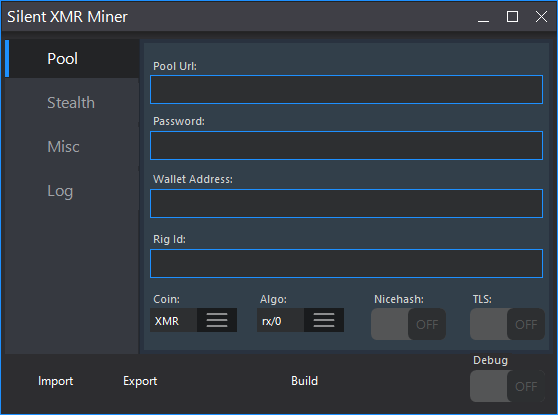 Silent XMR Miner
Pool
Stealth
Misc
Log
Pool Url:
Password:
Wallet Address:
Rig Id:
Coin: Algo: Nicehash: TLS:
XMR rx/0 OFF OFF
Debug
Import Export Build OFF